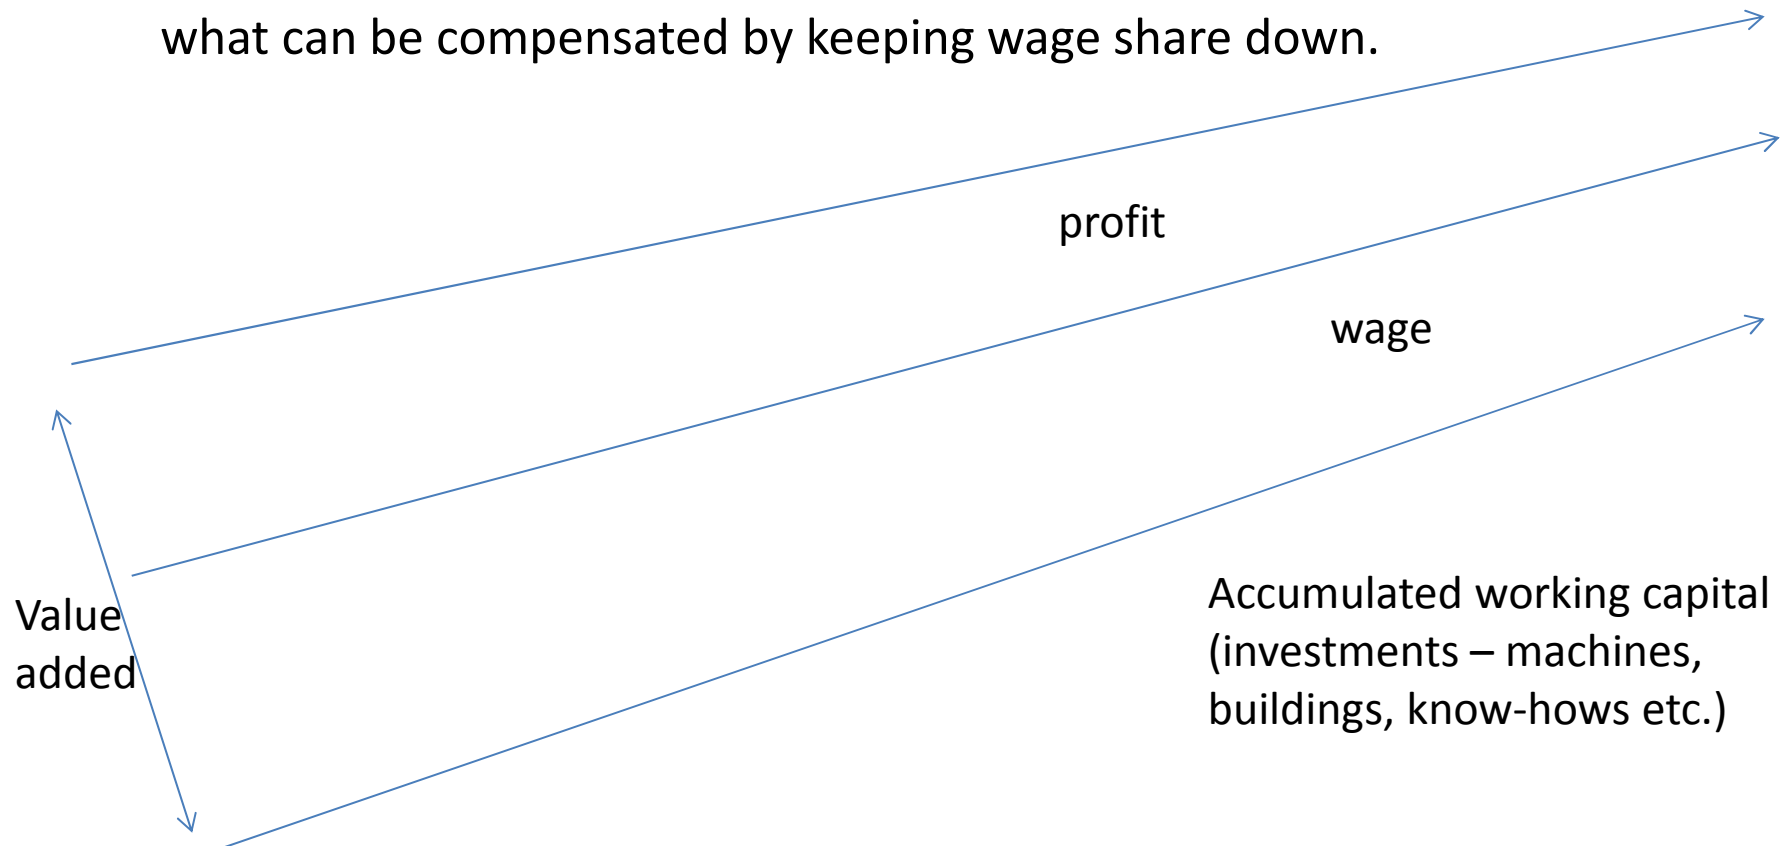 what can be compensated by keeping wage share down.
profit
wage
Value
added
Accumulated working capital
(investments – machines,
buildings, know-hows etc.)